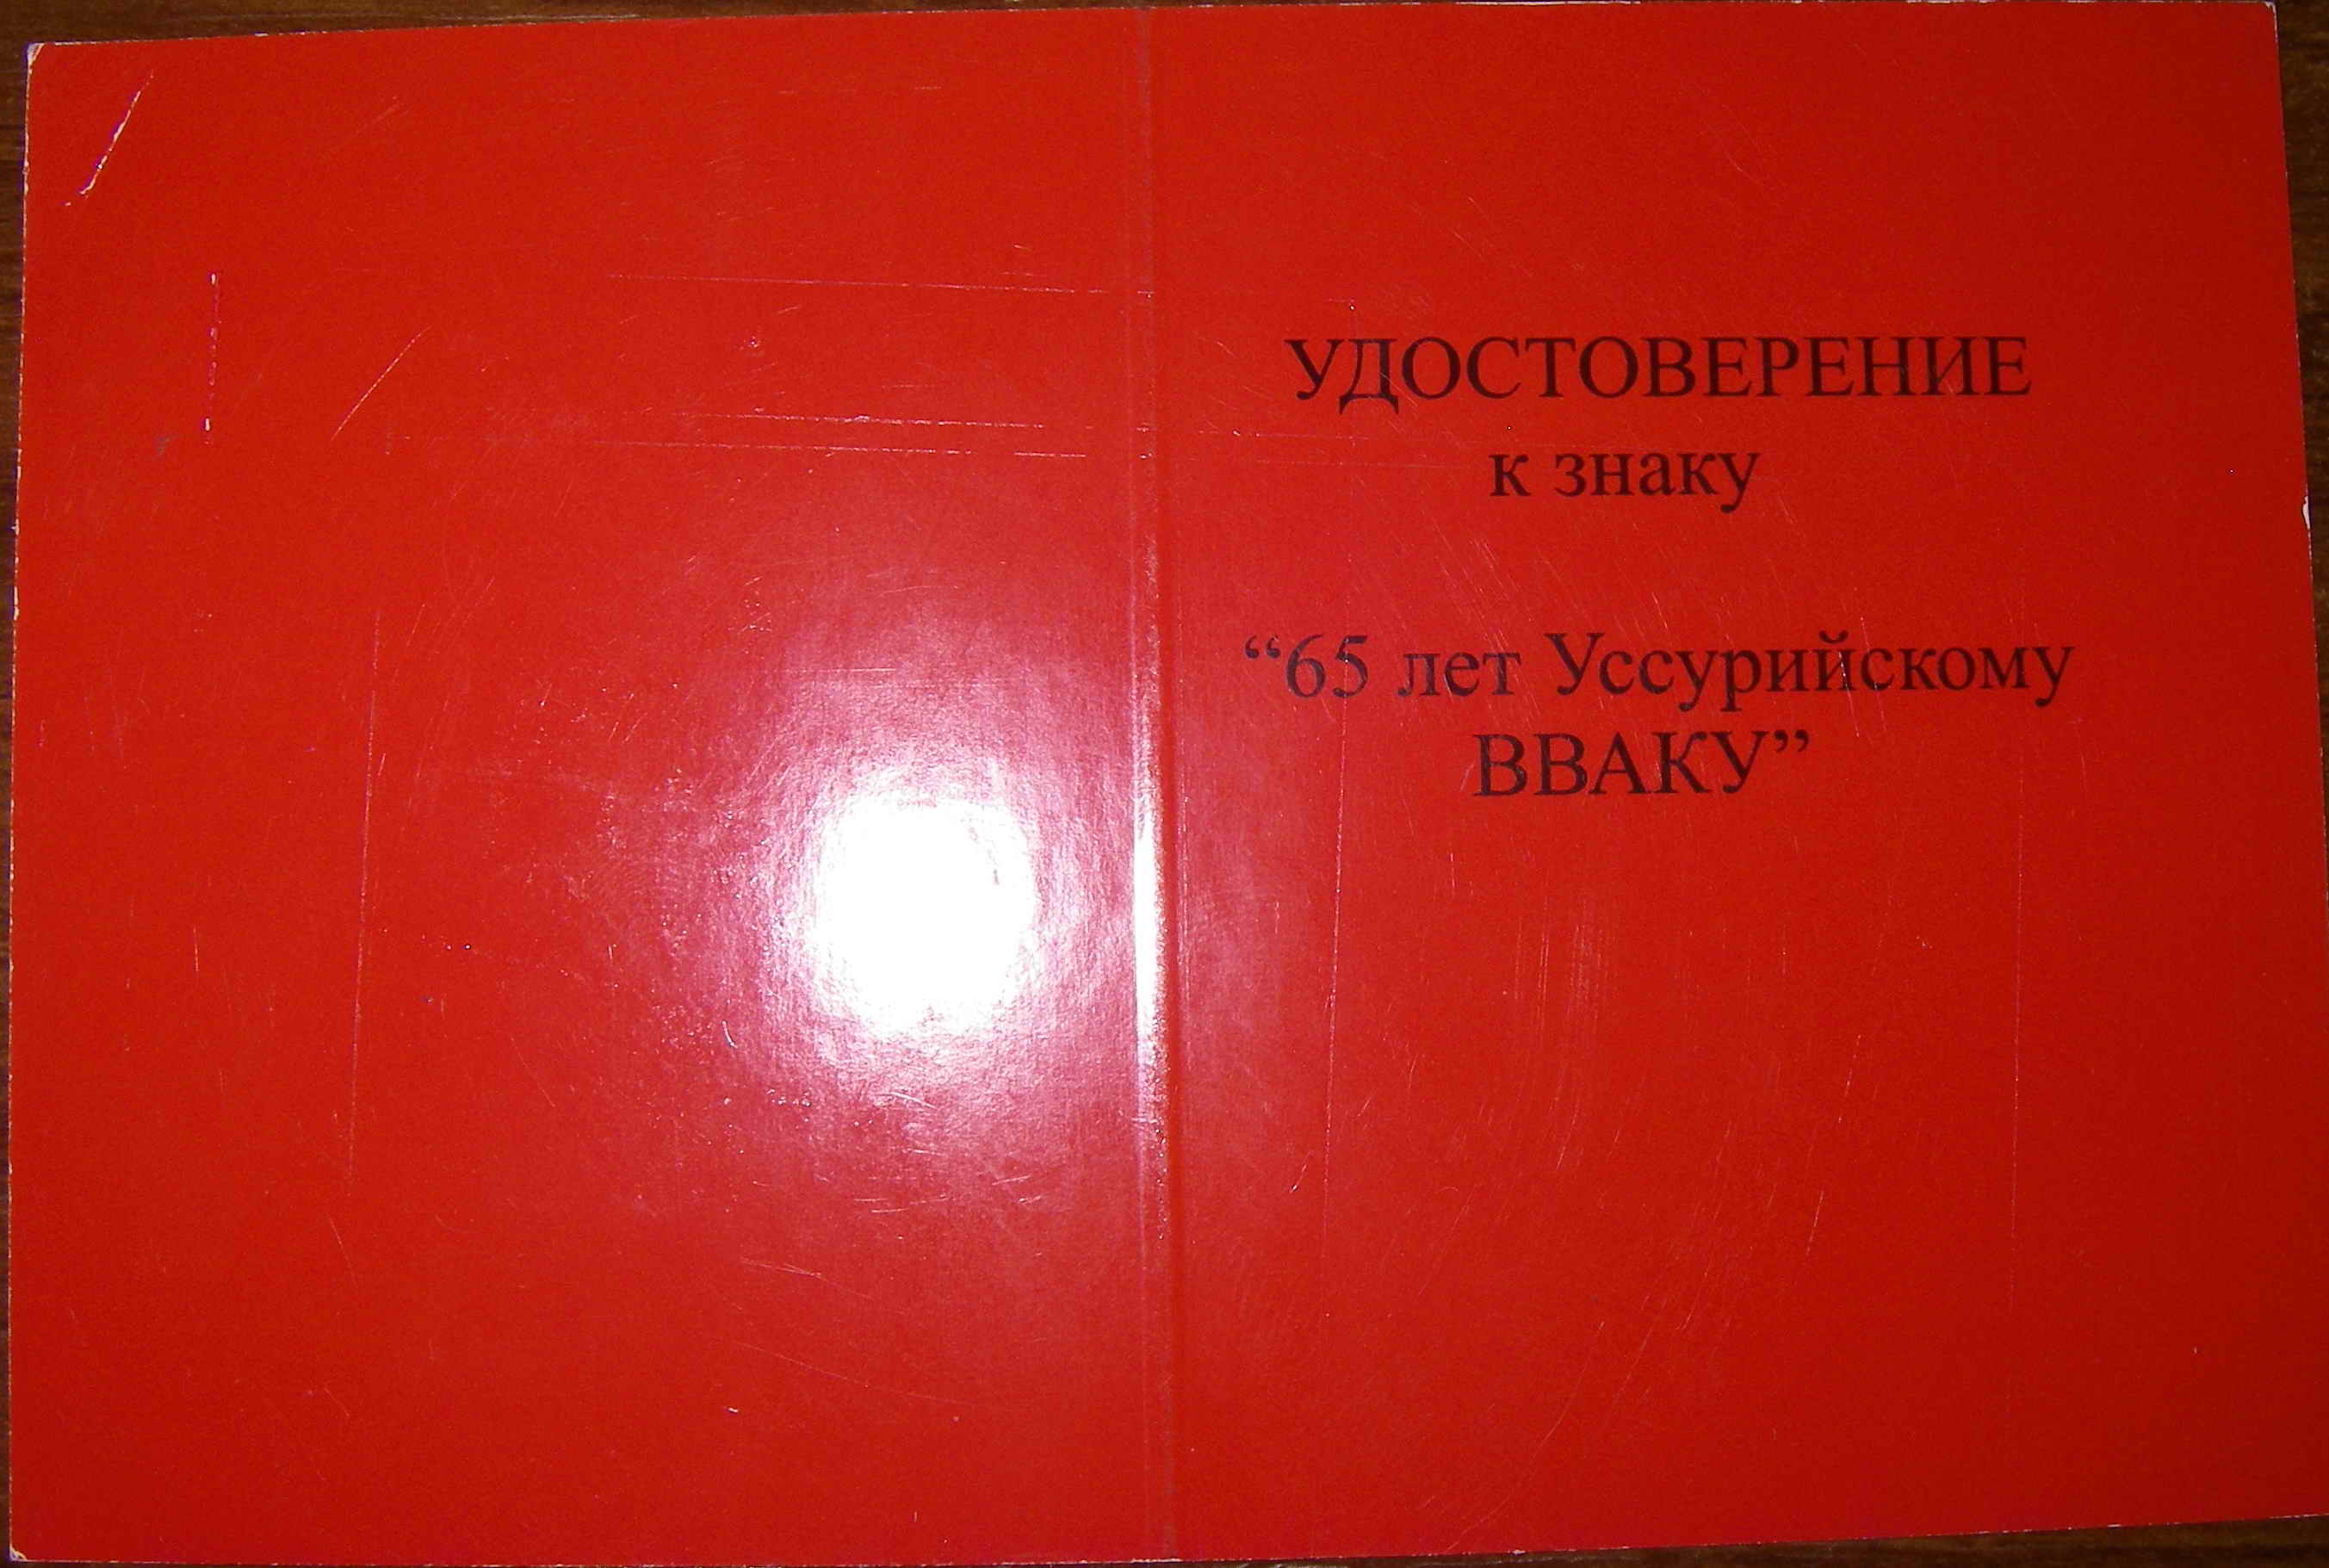 УДОСТОВЕРЕНИЕ
к знаку
“65 лет Уссурийскому
ВВАКУ”